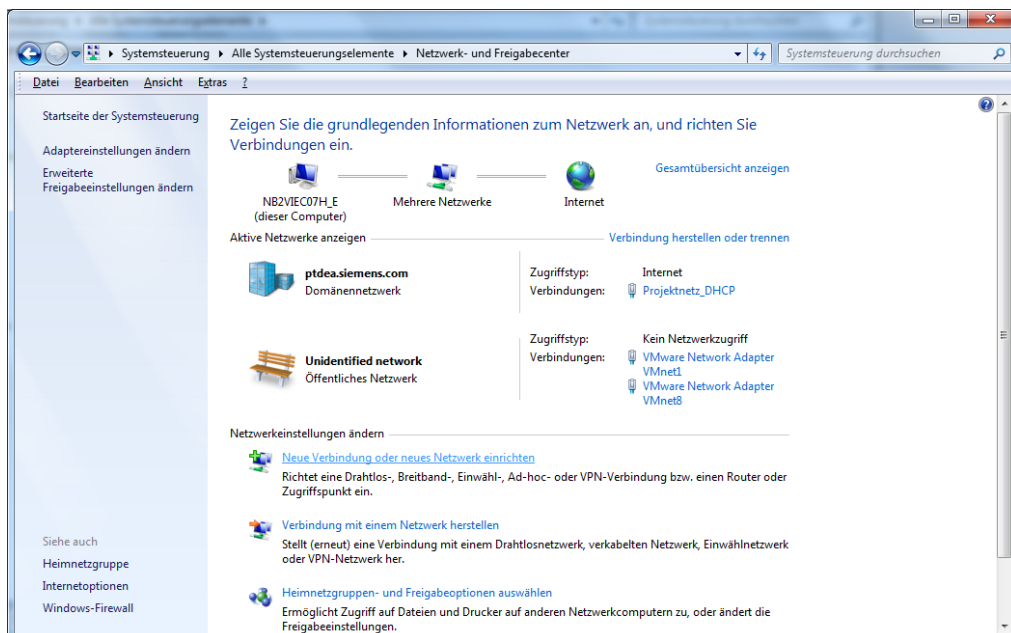 Systemsteuerung ▸ Alle Systemsteuerungselemente ▸ Netzwerk- und Freigabecenter
Systemsteuerung durchsuchen
Datei Bearbeiten Ansicht Extras ?
Startseite der Systemsteuerung
Adaptereinstellungen ändern
Erweiterte
Freigabeeinstellungen ändern
Siehe auch
Heimnetzgruppe
Internetoptionen
Windows-Firewall
Zeigen Sie die grundlegenden Informationen zum Netzwerk an, und richten Sie
Verbindungen ein.
Gesamtübersicht anzeigen
NB2VIEC07H_E
(dieser Computer)
Mehrere Netzwerke
Internet
Aktive Netzwerke anzeigen
Verbindung herstellen oder trennen
ptdea.siemens.com
Domänennetzwerk
Zugriffstyp: Internet
Verbindungen: Projektnetz_DHCP
Unidentified network
Öffentliches Netzwerk
Zugriffstyp: Kein Netzwerkzugriff
Verbindungen: VMware Network Adapter
VMnet1
VMware Network Adapter
VMnet8
Netzwerkeinstellungen ändern
Neue Verbindung oder neues Netzwerk einrichten
Richtet eine Drahtlos-, Breitband-, Einwähl-, Ad-hoc- oder VPN-Verbindung bzw. einen Router oder
Zugriffspunkt ein.
Verbindung mit einem Netzwerk herstellen
Stellt (erneut) eine Verbindung mit einem Drahtlosnetzwerk, verkabelten Netzwerk, Einwählnetzwerk
oder VPN-Netzwerk her.
Heimnetzgruppen- und Freigabeoptionen auswählen
Ermöglicht Zugriff auf Dateien und Drucker auf anderen Netzwerkcomputern zu, oder ändert die
Freigabeeinstellungen.